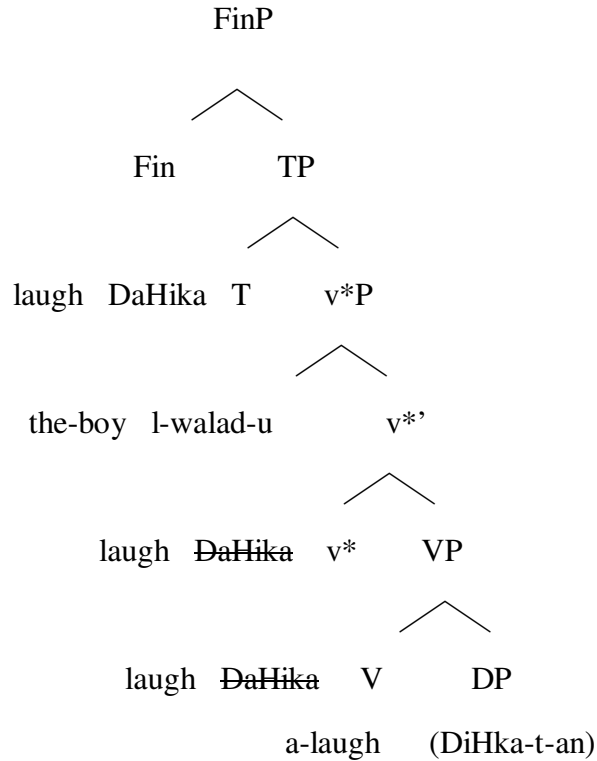 FinP
Fin TP
laugh DaHika T v*P
the-boy l-walad-u v*’
laugh DaHika v* VP
laugh DaHika V DP
a-laugh (DiHka-t-an)